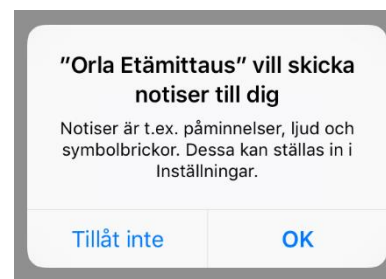 ”Orla Etämittaus” vill skicka
notiser till dig
Notiser är t.ex. påminnelser, ljud och
symbolbrickor. Dessa kan ställas in i
Inställningar.
Tillåt inte
OK